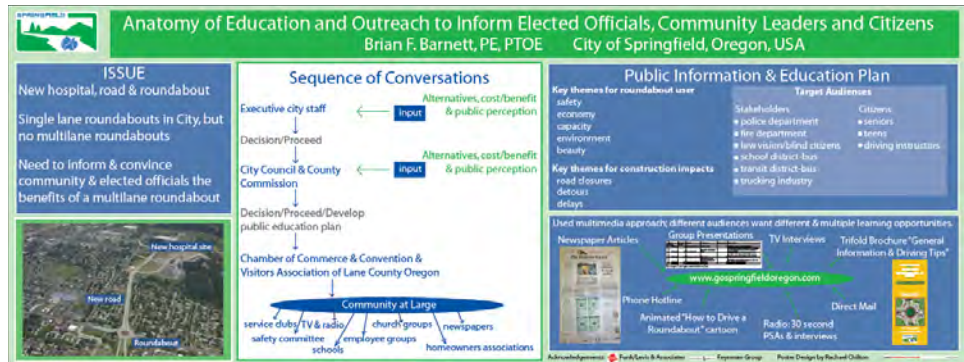 SPRINGFIELD
Anatomy of Education and Outreach to Inform Elected Officials, Community Leaders and Citizens
Brian F. Barnett, PE, PTOE City of Springfield, Oregon, USA
ISSUE
New hospital, road & roundabout
Single lane roundabouts in City, but
no multilane roundabouts
Need to inform & convince
community & elected officials the
benefits of a multilane roundabout
New hospital site
New road
Roundabout
Sequence of Conversations
Executive city staff
Input
Alternatives, cost/benefit
& public perception
Decision/Proceed
City Council & County
Commission
input
Alternatives, cost/benefit
& public perception
Decision/Proceed/Develop
public education plan
Chamber of Commerce & Convention &
Visitors Association of Lane County Oregon
Community at Large
service clubs
TV & radio
church groups
newspapers
safety committee
employee groups
homeowners associations
schools
Public Information & Education Plan
Key themes for roundabout user
safety
economy
capacity
environment
beauty
Key themes for construction impacts
road closures
detours
delays
Target Audiences
Stakeholders
police department
fire department
low vision/blind citizens
school district-bus
transit district-bus
trucking industry
Citizens
seniors
teens
driving instructors
Used multimedia approach; different audiences want different & multiple learning opportunities
Newspaper Articles
Group Presentations
TV Interviews
Trifold Brochure "General
Information & Driving Tips"
www.gospringfieldoregon.com
Phone Hotline
Direct Mail
Animated "How to Drive a
Roundabout" cartoon
Radio: 30 second
PSAs & interviews
Acknowledgements
Funk/Levis & Associates
Keystone Group
Poster Design by Rachael